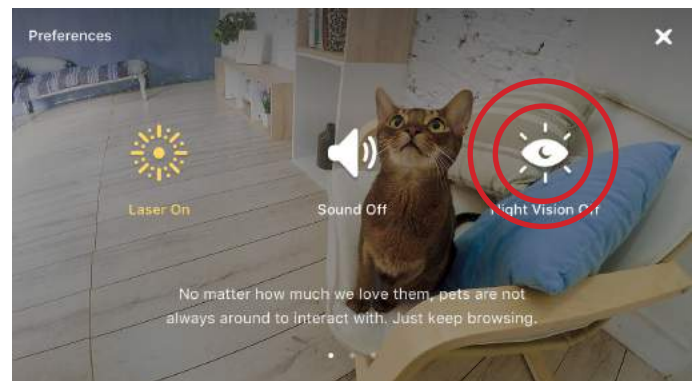 Preferences
Laser On
Sound Off
Night Vision Off
No matter how much we love them, pets are not
always around to interact with. Just keep browsing.